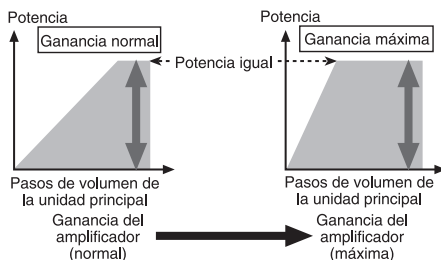 Potencia
Ganancia normal
Potencia
Ganancia máxima
Potencia igual
Pasos de volumen de
la unidad principal
Pasos de volumen de
la unidad principal
Ganancia del
amplificador
(normal)
Ganancia del
amplificador
(máxima)